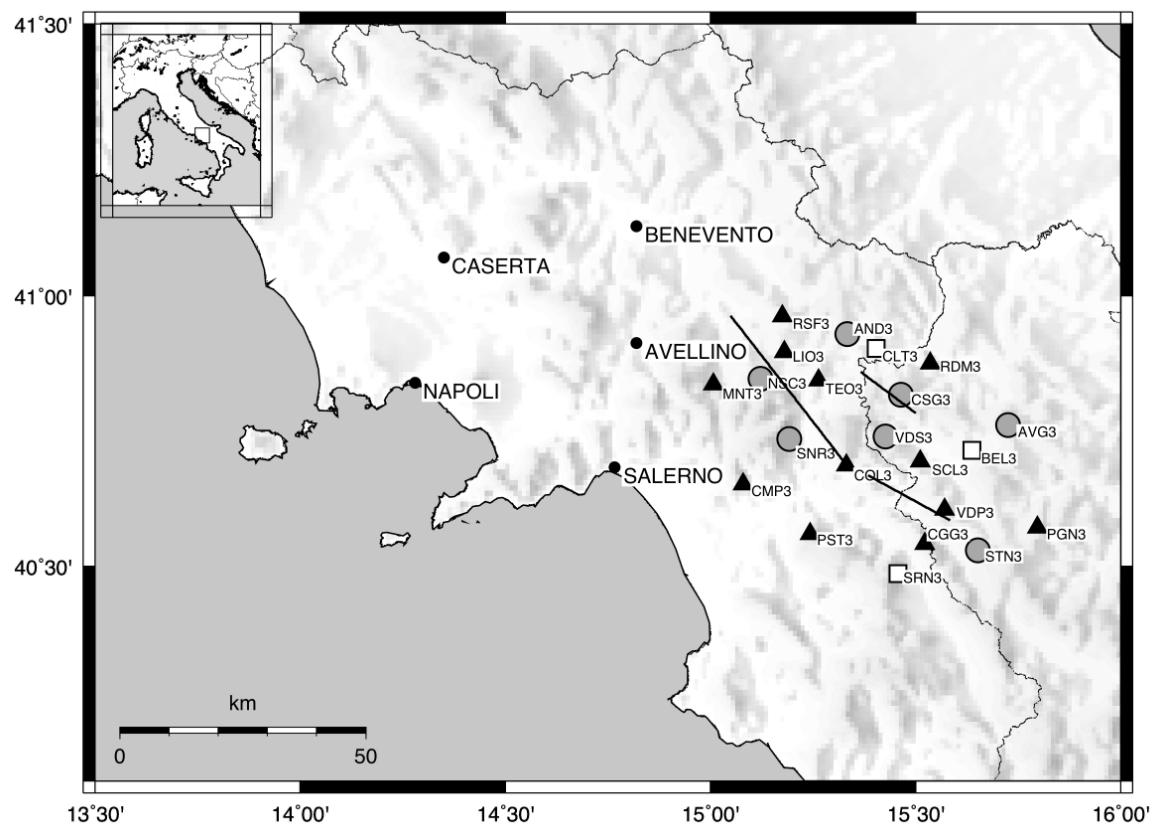 41˚30'
BENEVENTO
CASERTA
41˚00'
RSF3
AND3
AVELLINO
LIO3
CLT3
RDM3
NAPOLI
MNT3
NSC3
TEO3
CSG3
AVG3
VDS3
SNR3
BEL3
SALERNO
COL3
SCL3
CMP3
VDP3
PST3
CGG3
PGN3
STN3
40˚30'
SRN3
km
0
50
13˚30'
14˚00'
14˚30'
15˚00'
15˚30'
16˚00'